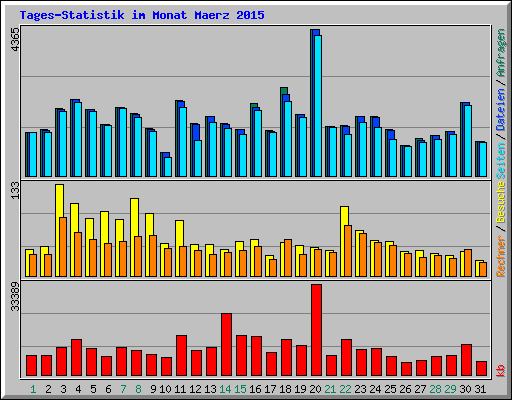 Tages-Statistik im Monat Maerz 2015
4365
133
33389
Rechner / Besuche Seiten / Dateien / Anfragen
kb
1 2 3 4 5 6 7 8 9 10 11 12 13 14 15 16 17 18 19 20 21 22 23 24 25 26 27 28 29 30 31